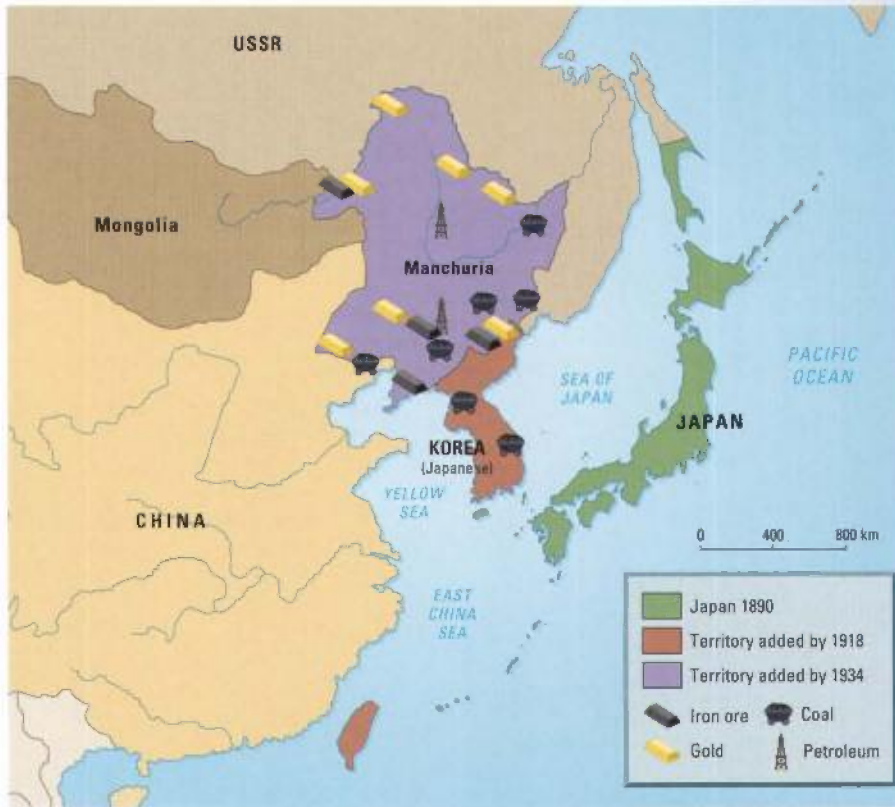 USSR
Mongolia
Manchuria
SEA OF
JAPAN
PACIFIC
OCEAN
JAPAN
KOREA
(Japanese)
YELLOW
SEA
CHINA
0 400 800 km
EAST
CHINA
SEA
Japan 1890
Territory added by 1918
Territory added by 1934
Iron ore
Coal
Gold
Petroleum